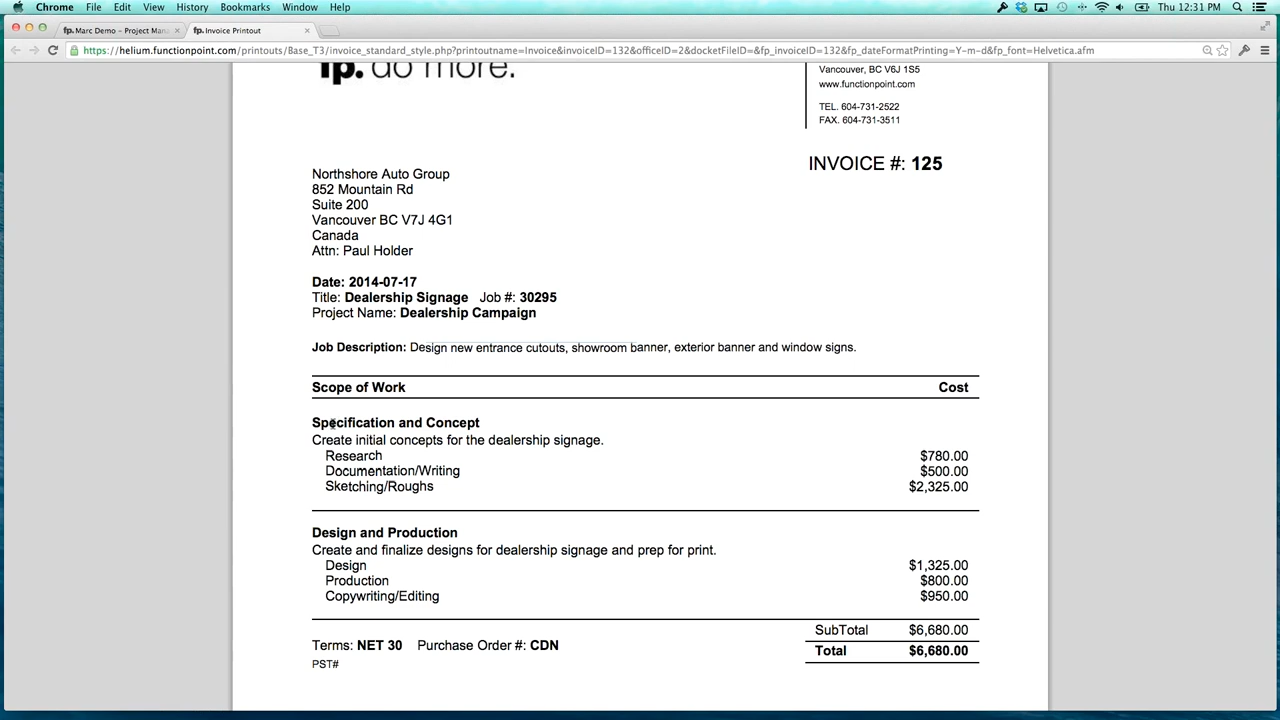 Chrome File Edit View History Bookmarks Window Help Thu 12:31 PM
fp. Marc Demo – Project Mana
fp. Invoice Printout
https://helium.functionpoint.com/printouts/Base_T3/invoice_standard_style.php?printoutname=Invoice&invoiceID=132&officeID=2&docketFileID=&fp_invoiceID=132&fp_dateFormatPrinting=Y-m-d&fp_font=Helvetica.afm
fp. do more.
Vancouver, BC V6J 1S5
www.functionpoint.com
TEL. 604-731-2522
FAX. 604-731-3511
INVOICE #: 125
Northshore Auto Group
852 Mountain Rd
Suite 200
Vancouver BC V7J 4G1
Canada
Attn: Paul Holder
Date: 2014-07-17
Title: Dealership Signage Job #: 30295
Project Name: Dealership Campaign
Job Description: Design new entrance cutouts, showroom banner, exterior banner and window signs.
Scope of Work Cost
Specification and Concept
Create initial concepts for the dealership signage.
Research $780.00
Documentation/Writing $500.00
Sketching/Roughs $2,325.00
Design and Production
Create and finalize designs for dealership signage and prep for print.
Design $1,325.00
Production $800.00
Copywriting/Editing $950.00
SubTotal $6,680.00
Terms: NET 30 Purchase Order #: CDN
Total $6,680.00
PST#